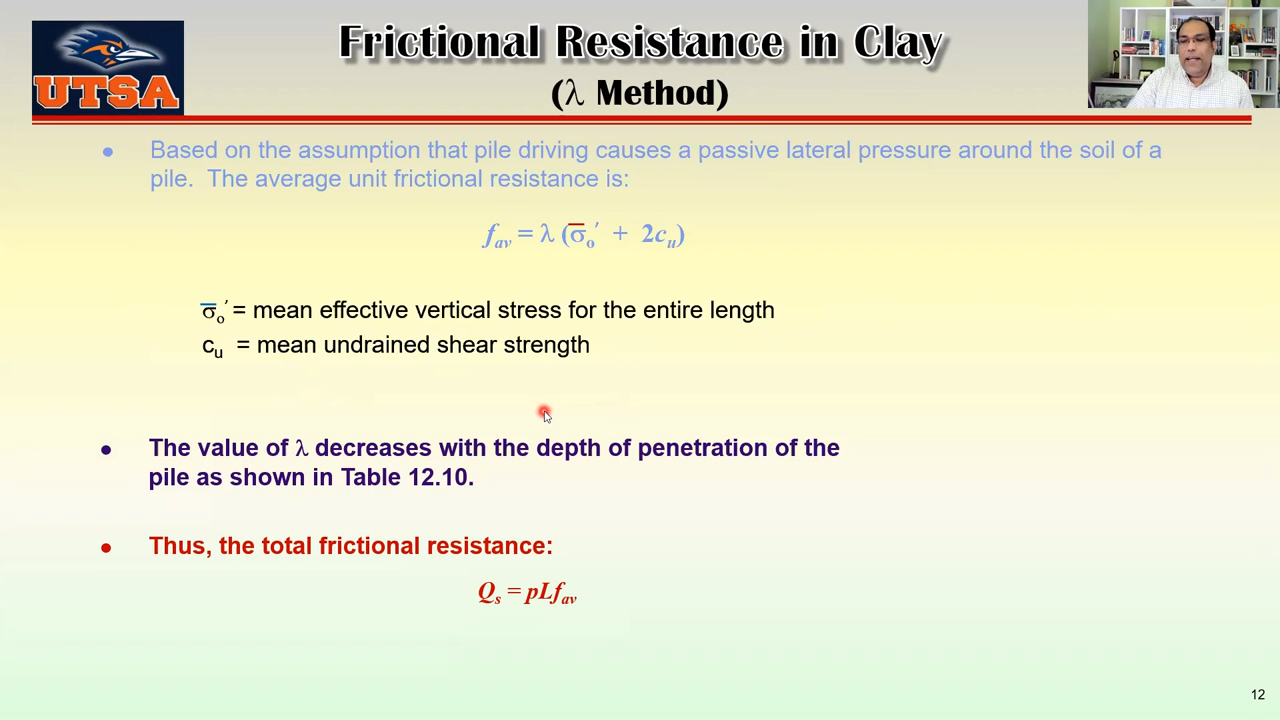 UTSA
Frictional Resistance in Clay
(λ Method)
• Based on the assumption that pile driving causes a passive lateral pressure around the soil of a
pile. The average unit frictional resistance is:
f_av = λ (σ̅_o′ + 2c_u)
σ̅_o′ = mean effective vertical stress for the entire length
c_u = mean undrained shear strength
• The value of λ decreases with the depth of penetration of the
pile as shown in Table 12.10.
• Thus, the total frictional resistance:
Q_s = pLf_av
12